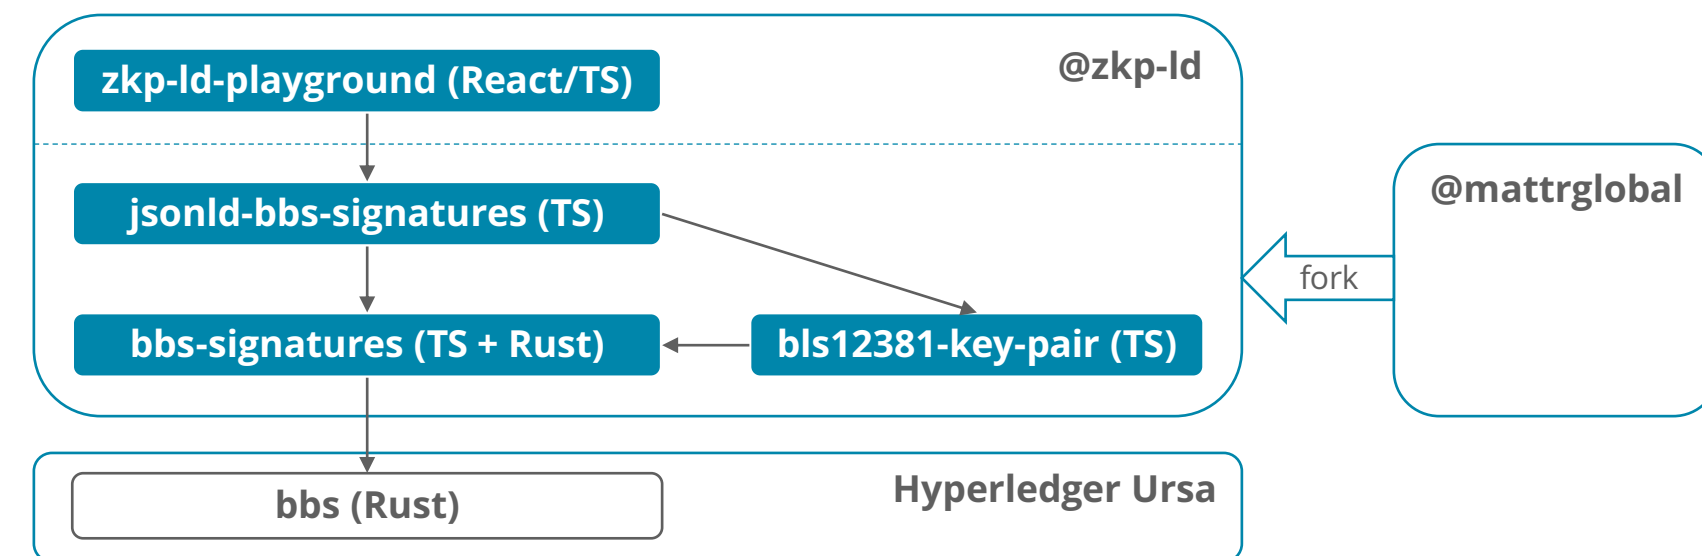 zkp-ld-playground (React/TS)
@zkp-ld
jsonld-bbs-signatures (TS)
@mattrglobal
fork
bbs-signatures (TS + Rust)
bls12381-key-pair (TS)
Hyperledger Ursa
bbs (Rust)